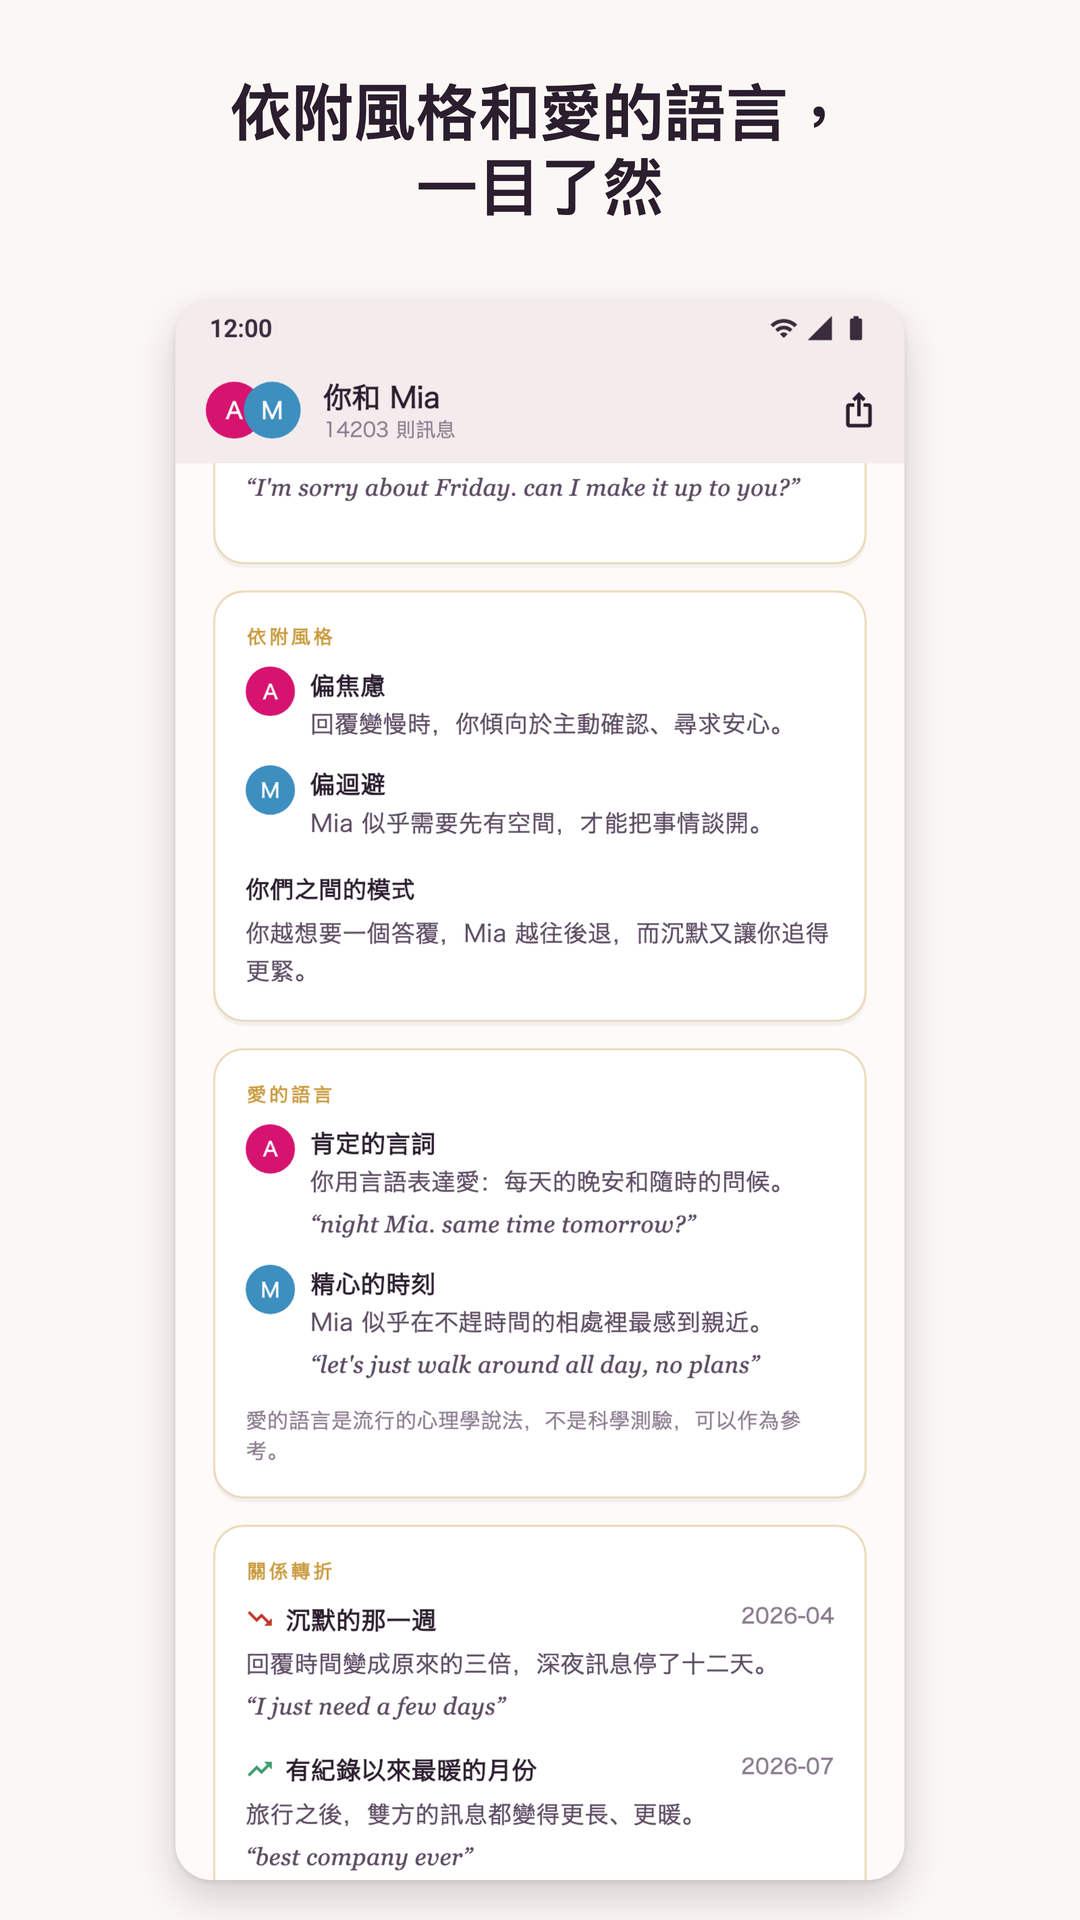 依附風格和愛的語言，
一目了然
12:00
A M 你和 Mia
14203 則訊息
“I'm sorry about Friday. can I make it up to you?”
依附風格
A 偏焦慮
回覆變慢時，你傾向於主動確認、尋求安心。
M 偏迴避
Mia 似乎需要先有空間，才能把事情談開。
你們之間的模式
你越想要一個答覆，Mia 越往後退，而沉默又讓你追得
更緊。
愛的語言
A 肯定的言詞
你用言語表達愛：每天的晚安和隨時的問候。
“night Mia. same time tomorrow?”
M 精心的時刻
Mia 似乎在不趕時間的相處裡最感到親近。
“let's just walk around all day, no plans”
愛的語言是流行的心理學說法，不是科學測驗，可以作為參
考。
關係轉折
沉默的那一週 2026-04
回覆時間變成原來的三倍，深夜訊息停了十二天。
“I just need a few days”
有紀錄以來最暖的月份 2026-07
旅行之後，雙方的訊息都變得更長、更暖。
“best company ever”